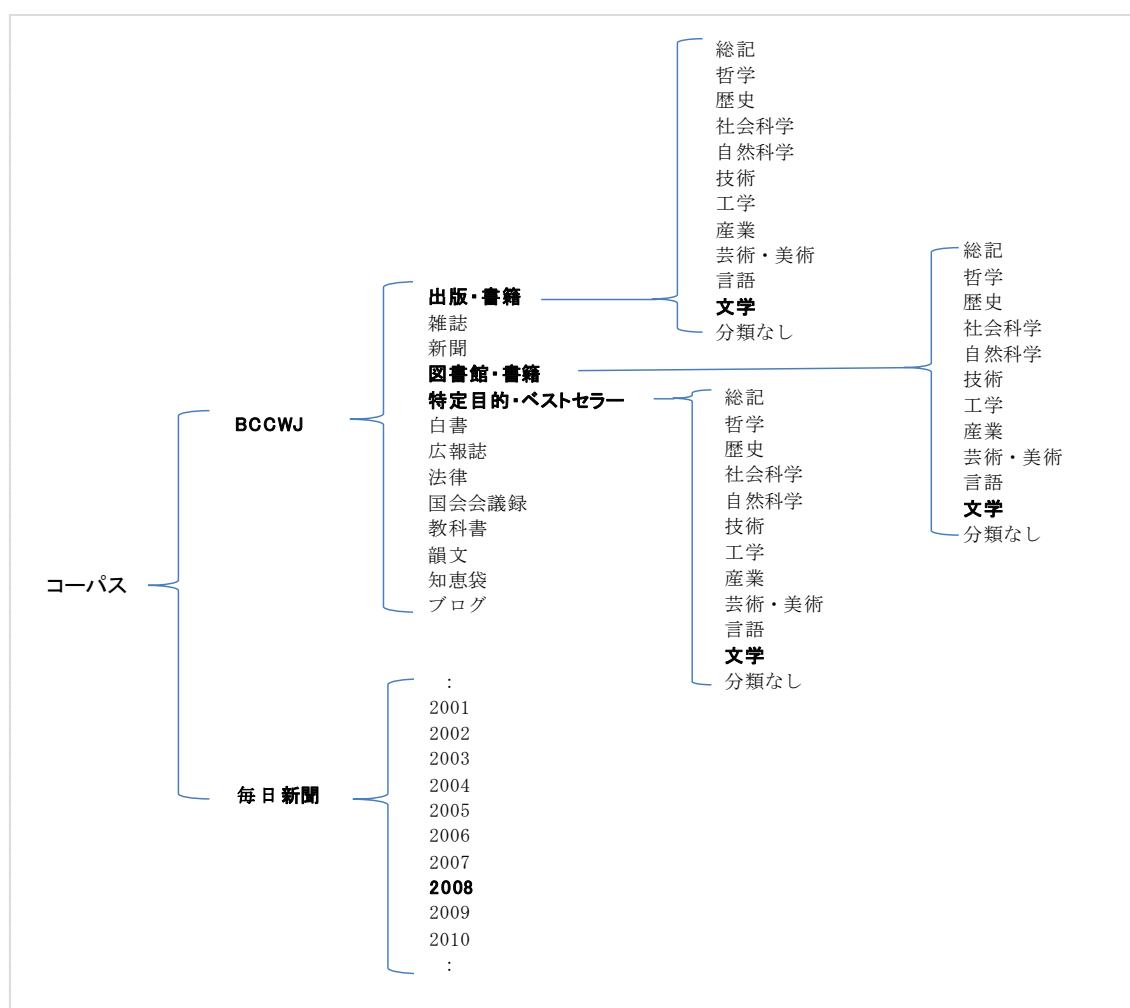 コーパス
BCCWJ
出版・書籍
雑誌
新聞
図書館・書籍
特定目的・ベストセラー
白書
広報誌
法律
国会会議録
教科書
韻文
知恵袋
ブログ
総記
哲学
歴史
社会科学
自然科学
技術
工学
産業
芸術・美術
言語
文学
分類なし
総記
哲学
歴史
社会科学
自然科学
技術
工学
産業
芸術・美術
言語
文学
分類なし
総記
哲学
歴史
社会科学
自然科学
技術
工学
産業
芸術・美術
言語
文学
分類なし
毎日新聞
:
2001
2002
2003
2004
2005
2006
2007
2008
2009
2010
: